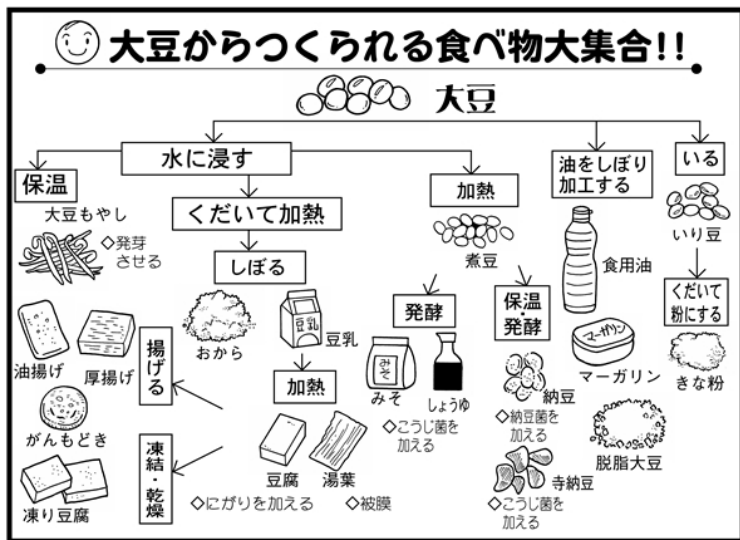 大豆からつくられる食べ物大集合!!
大豆
水に浸す
保温
大豆もやし
◇発芽
させる
くだいて加熱
しぼる
おから
豆乳
豆乳
加熱
豆腐
◇にがりを加える
湯葉
◇被膜
揚げる
油揚げ
厚揚げ
がんもどき
凍結・乾燥
凍り豆腐
加熱
煮豆
発酵
みそ
みそ
しょうゆ
◇こうじ菌を
加える
保温
・
発酵
納豆
◇納豆菌を
加える
寺納豆
◇こうじ菌を
加える
油をしぼり
加工する
食用油
マーガリン
マーガリン
脱脂大豆
いる
いり豆
くだいて
粉にする
きな粉